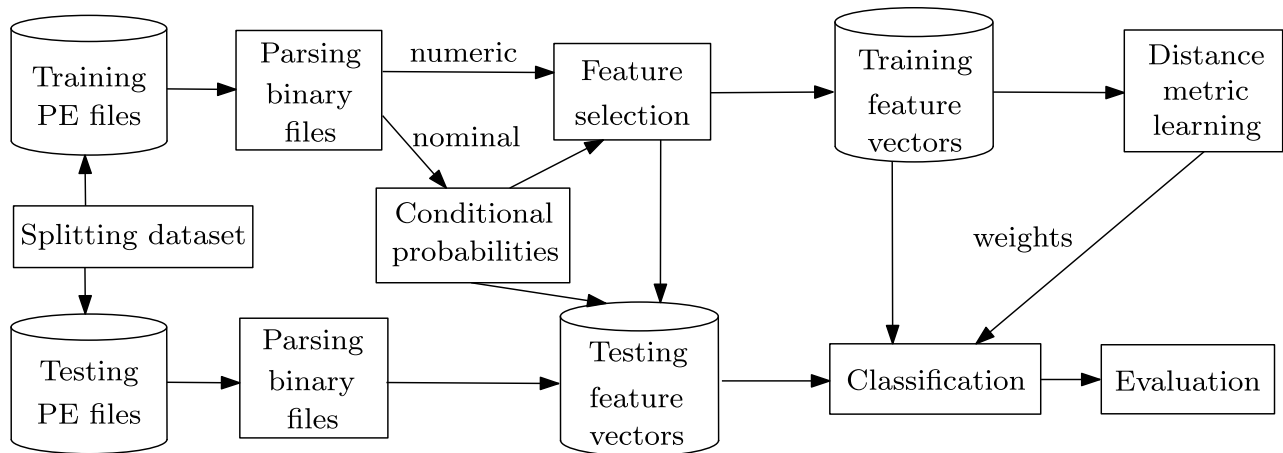 Training
PE files
Parsing
binary
files
numeric
nominal
Feature
selection
Training
feature
vectors
Distance
metric
learning
Splitting dataset
Conditional
probabilities
weights
Testing
PE files
Parsing
binary
files
Testing
feature
vectors
Classification
Evaluation